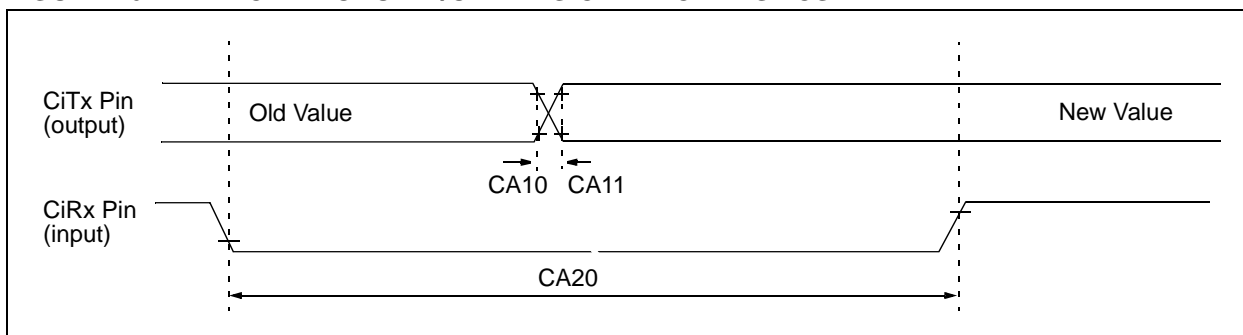 CiTx Pin
(output)
Old Value
New Value
CA10 CA11
CiRx Pin
(input)
CA20